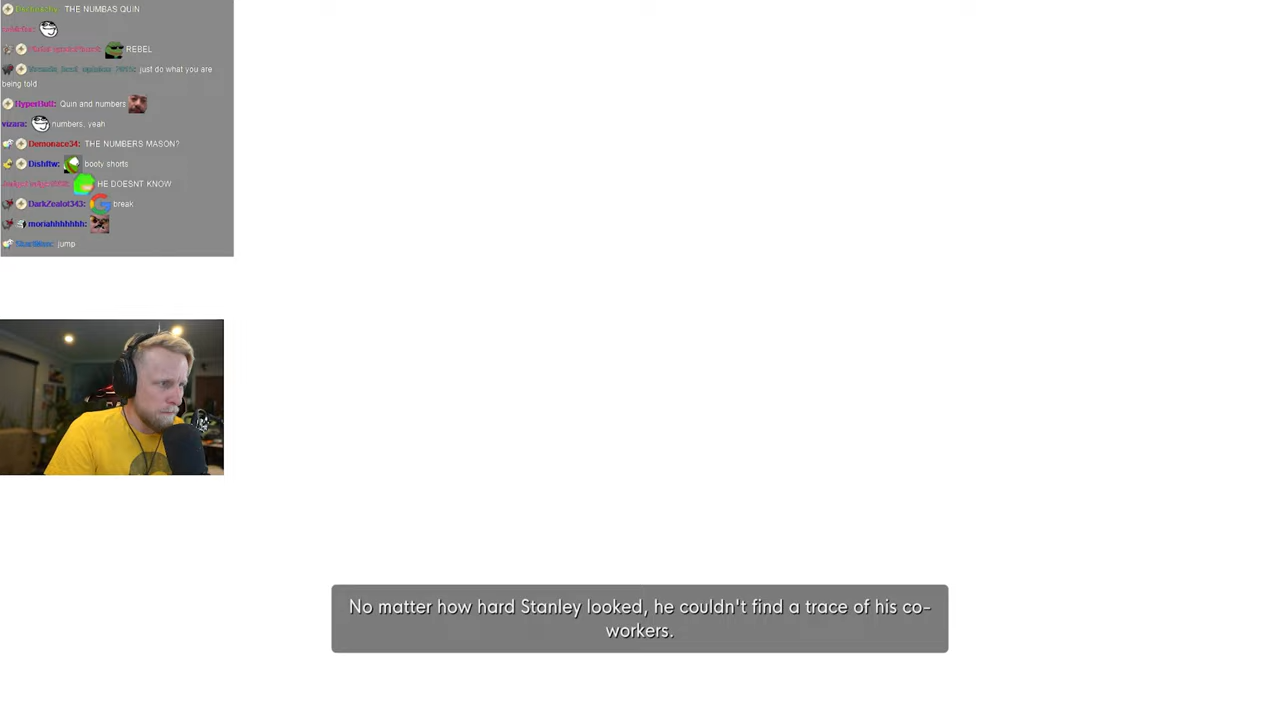 THE NUMBAS QUIN
REBEL
just do what you are
being told
HyperButt: Quin and numbers
vizara: numbers, yeah
Demonace34: THE NUMBERS MASON?
Dishftw: booty shorts
HE DOESNT KNOW
DarkZealot343: break
moriahhhhhhh:
jump
No matter how hard Stanley looked, he couldn't find a trace of his co-
workers.